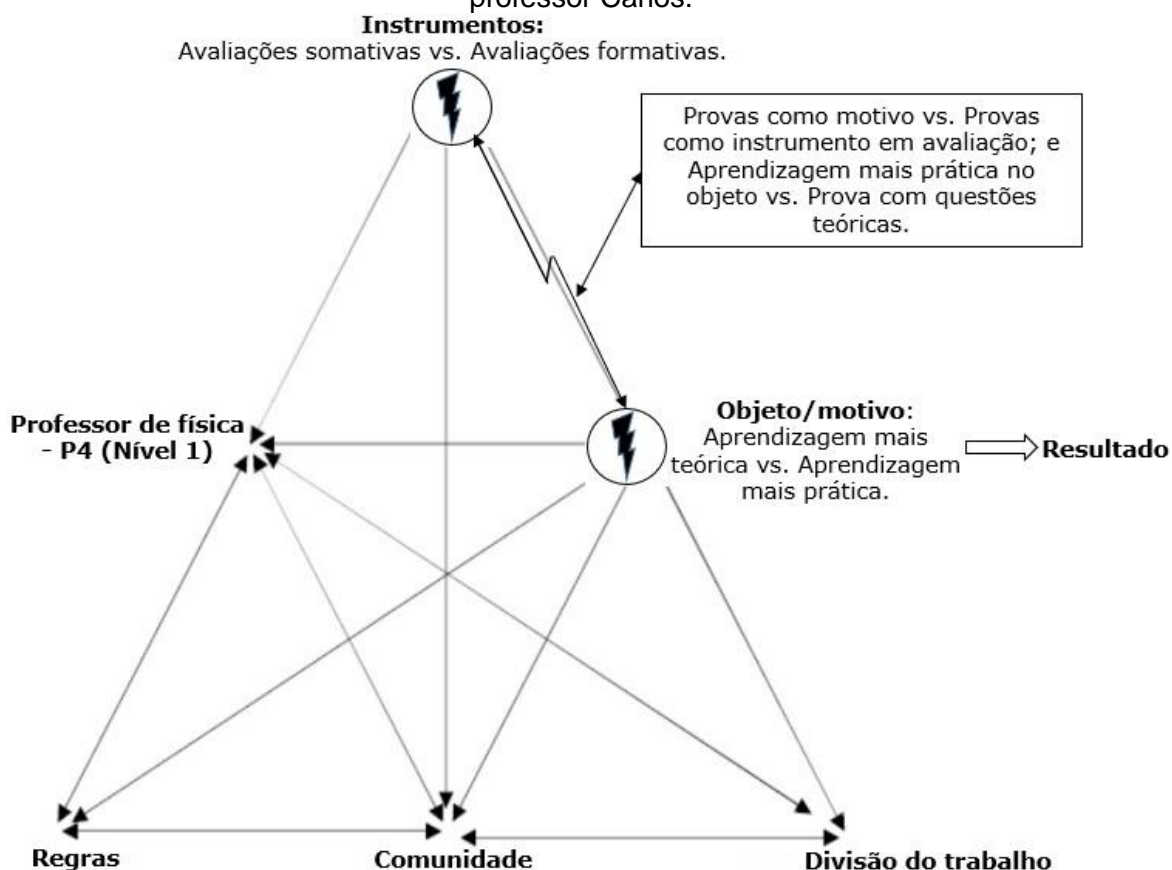 professor Carlos.
Instrumentos:
Avaliações somativas vs. Avaliações formativas.
Provas como motivo vs. Provas
como instrumento em avaliação; e
Aprendizagem mais prática no
objeto vs. Prova com questões
teóricas.
Professor de física
- P4 (Nível 1)
Objeto/motivo:
Aprendizagem mais
teórica vs. Aprendizagem
mais prática.
Resultado
Regras
Comunidade
Divisão do trabalho